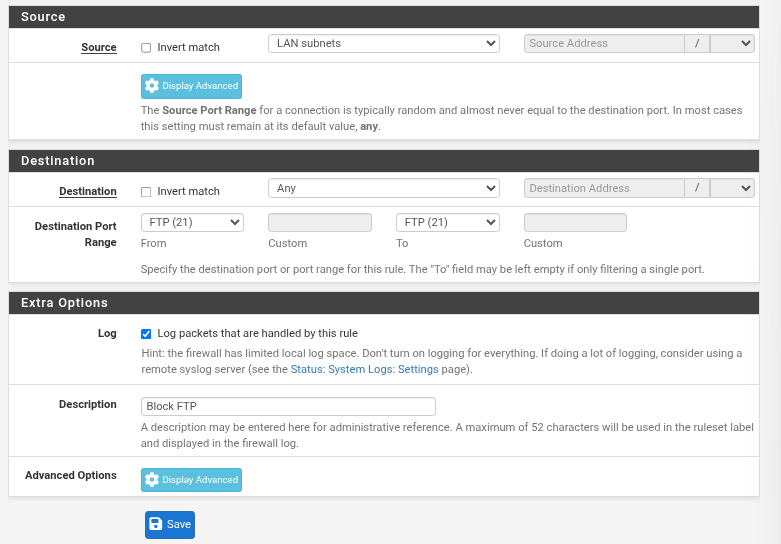 Source
Source Invert match LAN subnets Source Address /
Display Advanced
The Source Port Range for a connection is typically random and almost never equal to the destination port. In most cases
this setting must remain at its default value, any.
Destination
Destination Invert match Any Destination Address /
Destination Port
Range
FTP (21) FTP (21)
From Custom To Custom
Specify the destination port or port range for this rule. The "To" field may be left empty if only filtering a single port.
Extra Options
Log Log packets that are handled by this rule
Hint: the firewall has limited local log space. Don't turn on logging for everything. If doing a lot of logging, consider using a
remote syslog server (see the Status: System Logs: Settings page).
Description Block FTP
A description may be entered here for administrative reference. A maximum of 52 characters will be used in the ruleset label
and displayed in the firewall log.
Advanced Options Display Advanced
Save